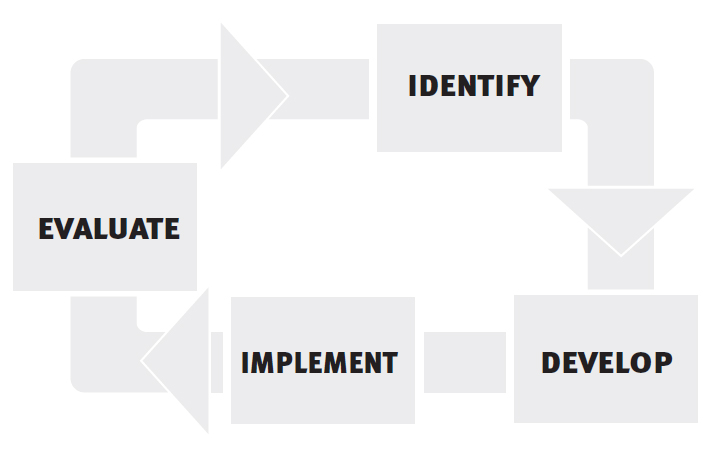 IDENTIFY
EVALUATE
IMPLEMENT
DEVELOP